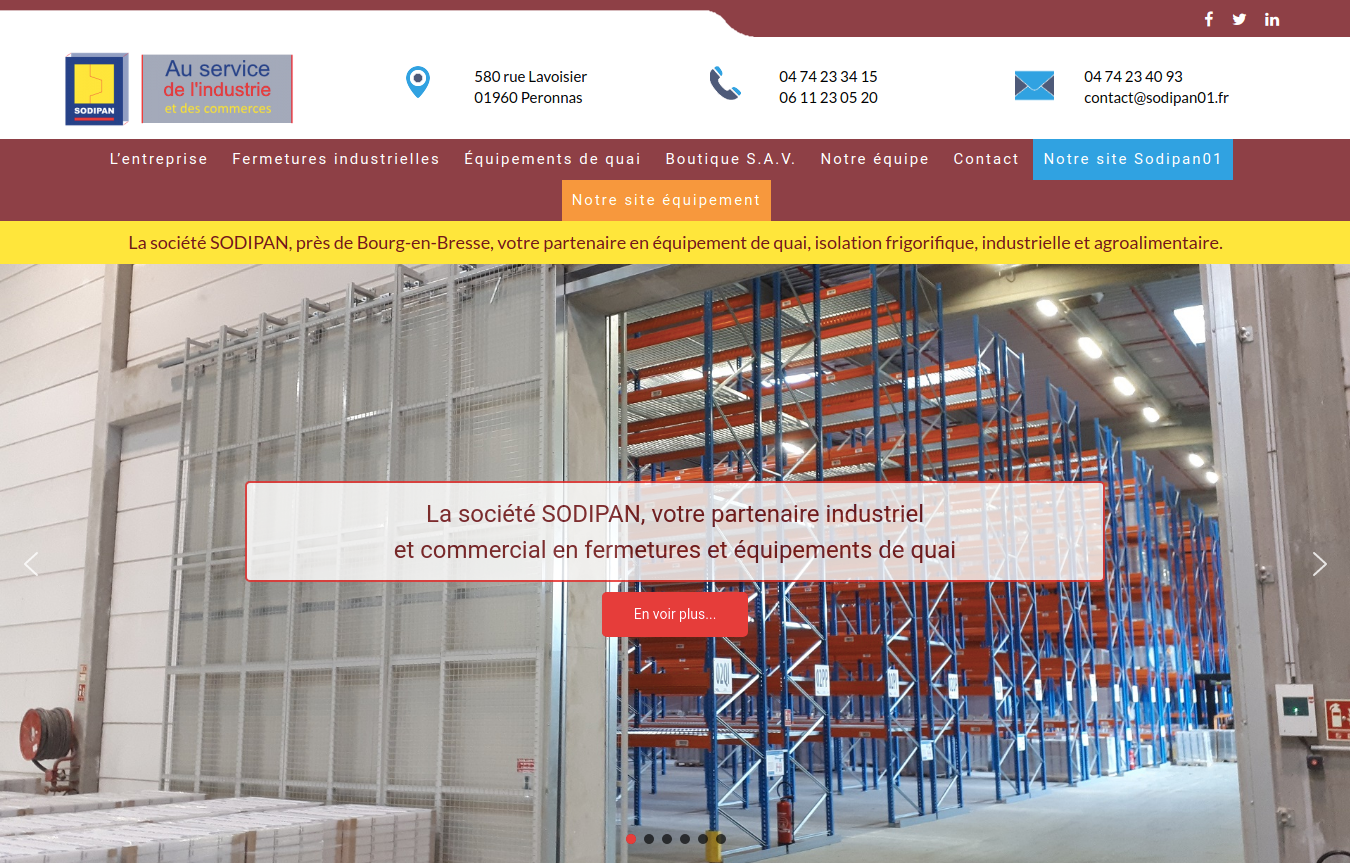 SODIPAN
Au service
de l'industrie
et des commerces
580 rue Lavoisier
01960 Peronnas
04 74 23 34 15
06 11 23 05 20
04 74 23 40 93
contact@sodipan01.fr
L'entreprise Fermetures industrielles Équipements de quai Boutique S.A.V. Notre équipe Contact Notre site Sodipan01
Notre site équipement
La société SODIPAN, près de Bourg-en-Bresse, votre partenaire en équipement de quai, isolation frigorifique, industrielle et agroalimentaire.
La société SODIPAN, votre partenaire industriel
et commercial en fermetures et équipements de quai
En voir plus...